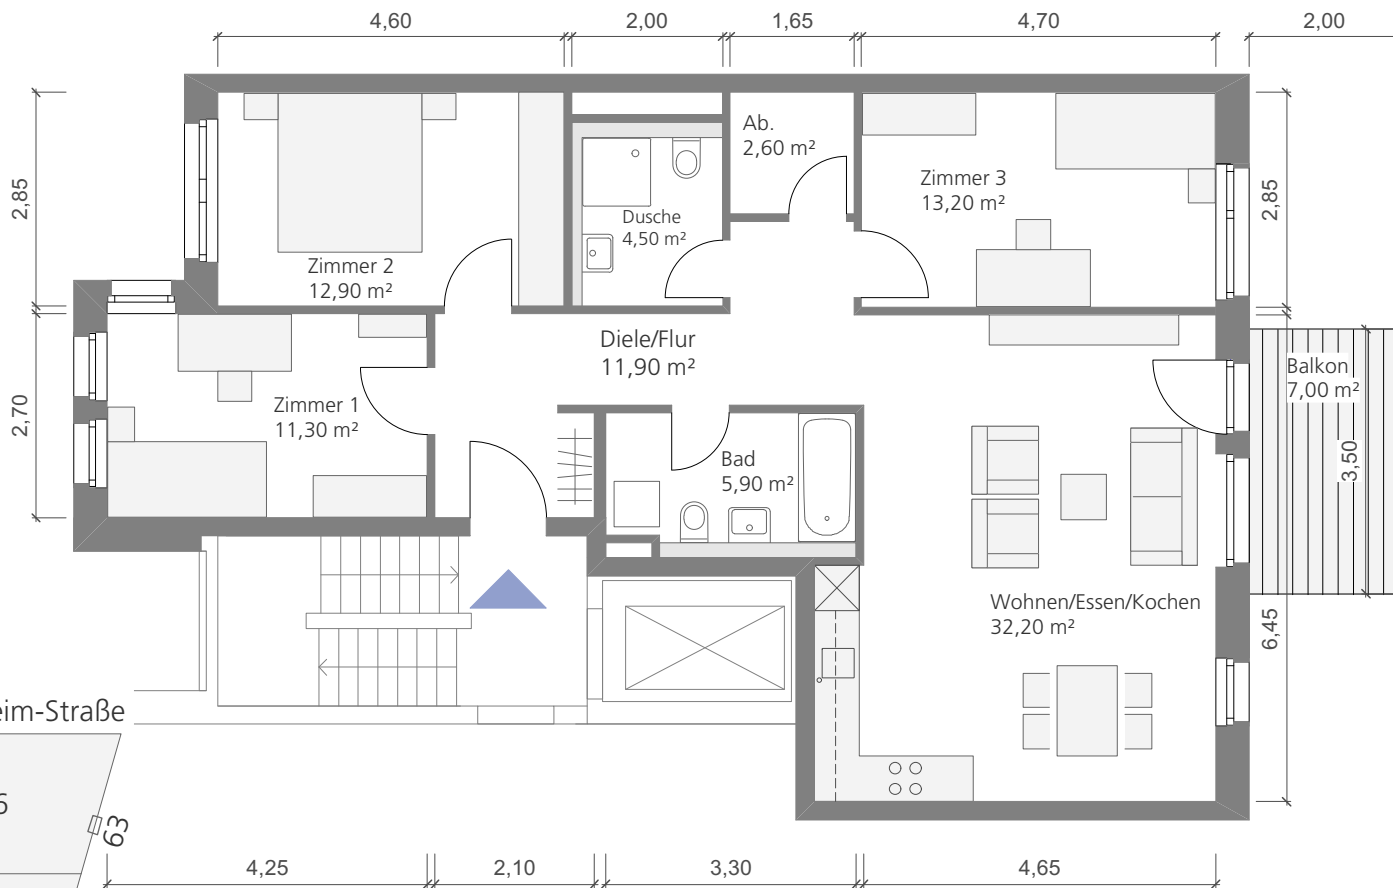 4,60
2,00
1,65
4,70
2,00
2,85
2,70
Zimmer 2
12,90 m²
Dusche
4,50 m²
Ab.
2,60 m²
Zimmer 3
13,20 m²
2,85
Zimmer 1
11,30 m²
Diele/Flur
11,90 m²
Bad
5,90 m²
Balkon
7,00 m²
3,50
Wohnen/Essen/Kochen
32,20 m²
6,45
eim-Straße
6
63
4,25
2,10
3,30
4,65